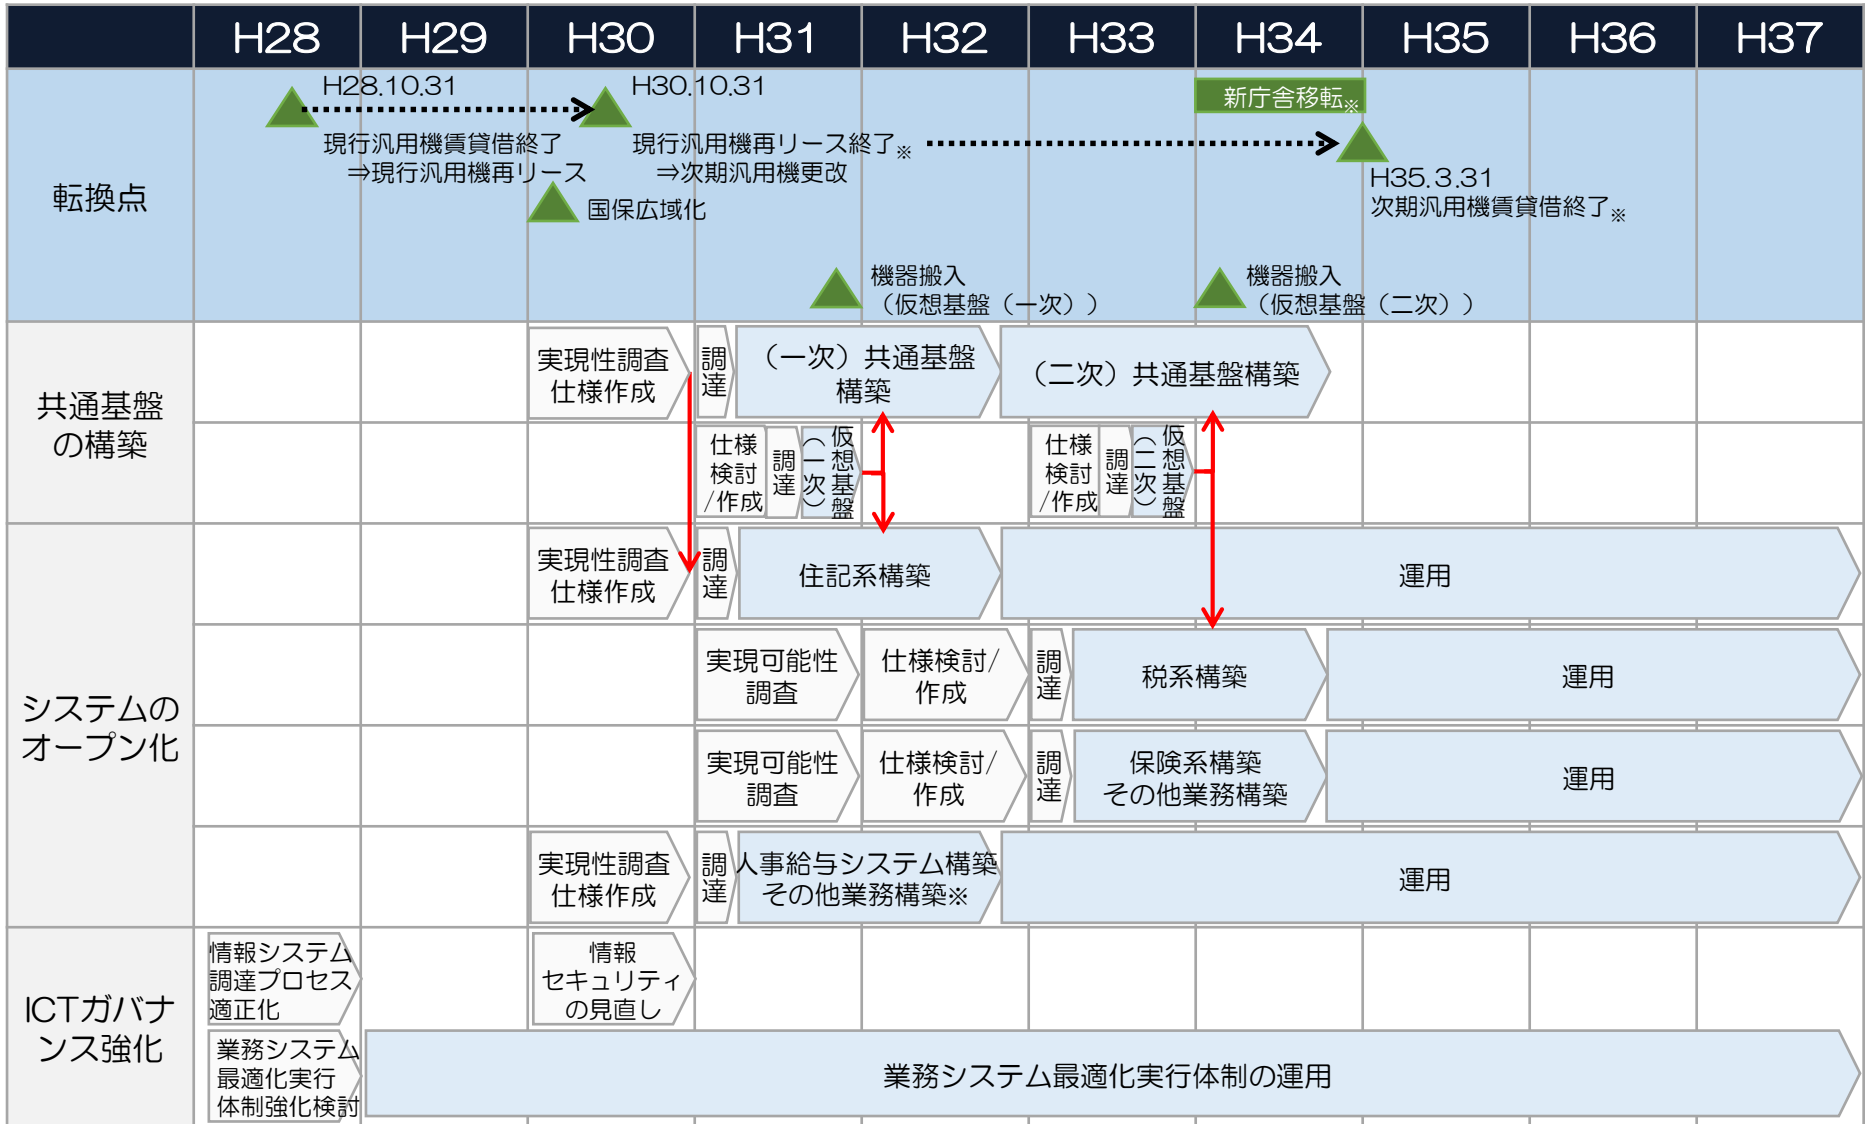 H28 H29 H30 H31 H32 H33 H34 H35 H36 H37
転換点
H28.10.31
現行汎用機賃貸借終了
⇒現行汎用機再リース
H30.10.31
現行汎用機再リース終了※
⇒次期汎用機更改
国保広域化
新庁舎移転※
H35.3.31
次期汎用機賃貸借終了※
機器搬入
（仮想基盤（一次））
機器搬入
（仮想基盤（二次））
共通基盤
の構築
実現性調査
仕様作成
調達
（一次）共通基盤
構築
（二次）共通基盤構築
仕様
検討
/作成
調達
仮想基盤
（一次）
仕様
検討
/作成
調達
仮想基盤
（二次）
システムの
オープン化
実現性調査
仕様作成
調達
住記系構築
運用
実現可能性
調査
仕様検討/
作成
調達
税系構築
運用
実現可能性
調査
仕様検討/
作成
調達
保険系構築
その他業務構築
運用
実現性調査
仕様作成
調達
人事給与システム構築
その他業務構築※
運用
ICTガバナ
ンス強化
情報システム
調達プロセス
適正化
情報
セキュリティ
の見直し
業務システム
最適化実行
体制強化検討
業務システム最適化実行体制の運用